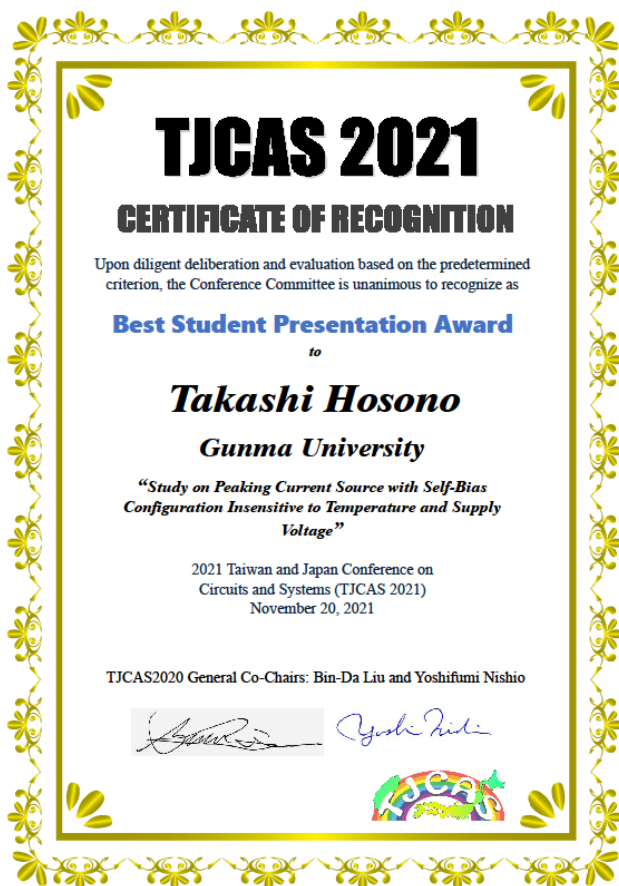 TJCAS 2021
CERTIFICATE OF RECOGNITION
Upon diligent deliberation and evaluation based on the predetermined
criterion, the Conference Committee is unanimous to recognize as
Best Student Presentation Award
to
Takashi Hosono
Gunma University
“Study on Peaking Current Source with Self-Bias
Configuration Insensitive to Temperature and Supply
Voltage”
2021 Taiwan and Japan Conference on
Circuits and Systems (TJCAS 2021)
November 20, 2021
TJCAS2020 General Co-Chairs: Bin-Da Liu and Yoshifumi Nishio
TJCAS